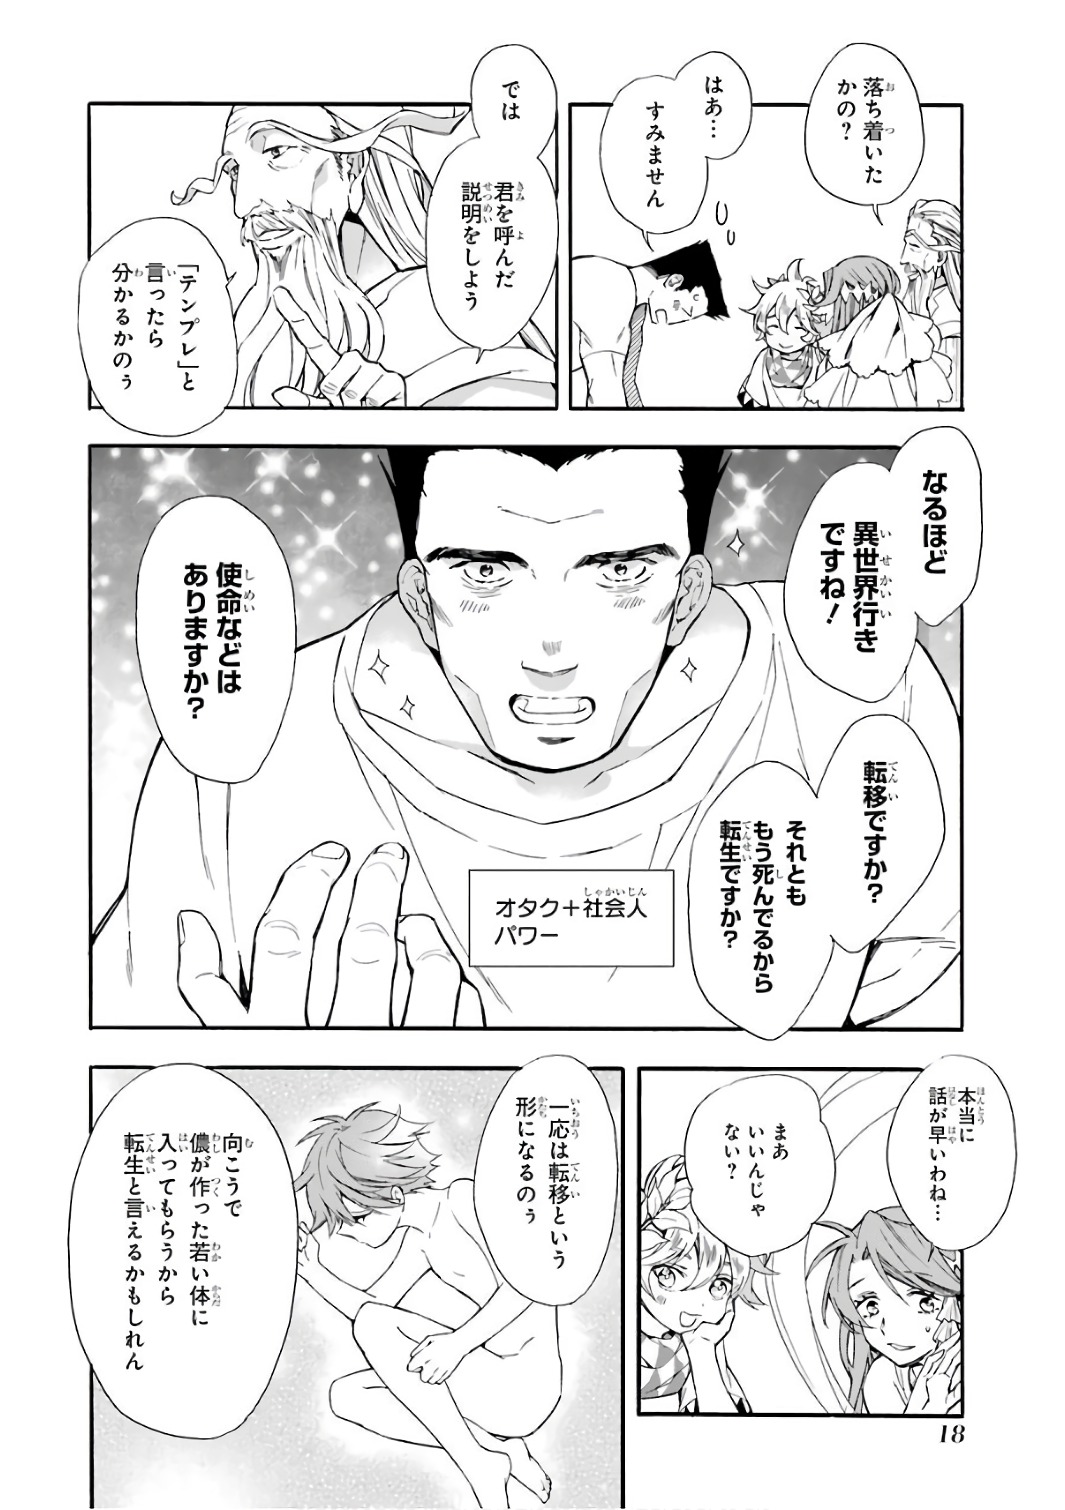 落ち着いた
かの？
はあ…
すみません
では
君を呼んだ
説明をしよう
「テンプレ」と
言ったら
分かるかのぅ
なるほど
異世界行き
ですね！
転移ですか？
それとも
もう死んでるから
転生ですか？
使命などは
ありますか？
オタク＋社会人
パワー
本当に
話が早いわね…
まあ
いいんじゃ
ない？
一応は転移という
形になるのぅ
向こうで
儂が作った若い体に
入ってもらうから
転生と言えるかもしれん
18